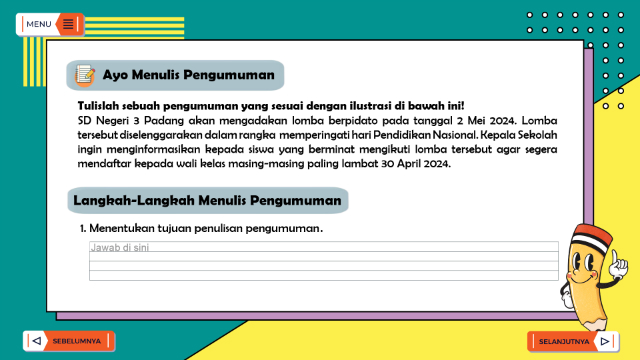 MENU
Ayo Menulis Pengumuman
Tulislah sebuah pengumuman yang sesuai dengan ilustrasi di bawah ini!
SD Negeri 3 Padang akan mengadakan lomba berpidato pada tanggal 2 Mei 2024. Lomba
tersebut diselenggarakan dalam rangka memperingati hari Pendidikan Nasional. Kepala Sekolah
ingin menginformasikan kepada siswa yang berminat mengikuti lomba tersebut agar segera
mendaftar kepada wali kelas masing-masing paling lambat 30 April 2024.
Langkah-Langkah Menulis Pengumuman
1. Menentukan tujuan penulisan pengumuman.
Jawab di sini
SEBELUMNYA
SELANJUTNYA